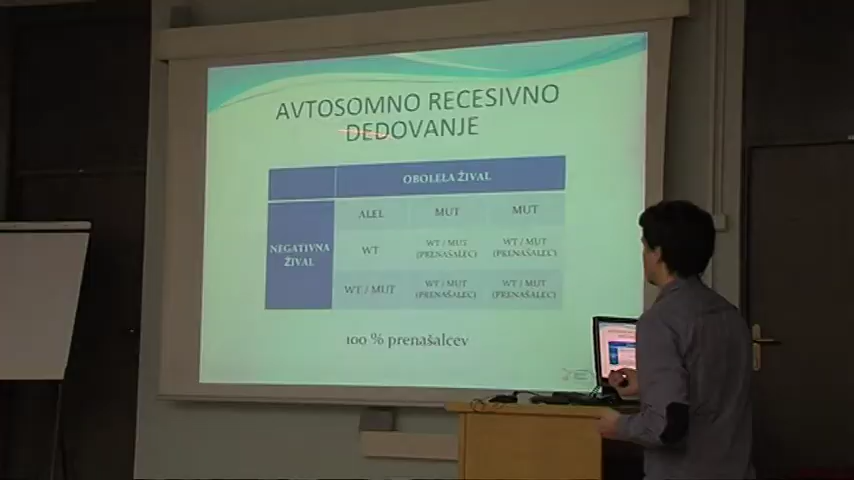 AVTOSOMNO RECESIVNO
DEDOVANJE
OBOLELA ŽIVAL
NEGATIVNA ŽIVAL
ALEL MUT MUT
WT WT / MUT (PRENAŠALEC) WT / MUT (PRENAŠALEC)
WT / MUT WT / MUT (PRENAŠALEC) WT / MUT (PRENAŠALEC)
100 % prenašalcev